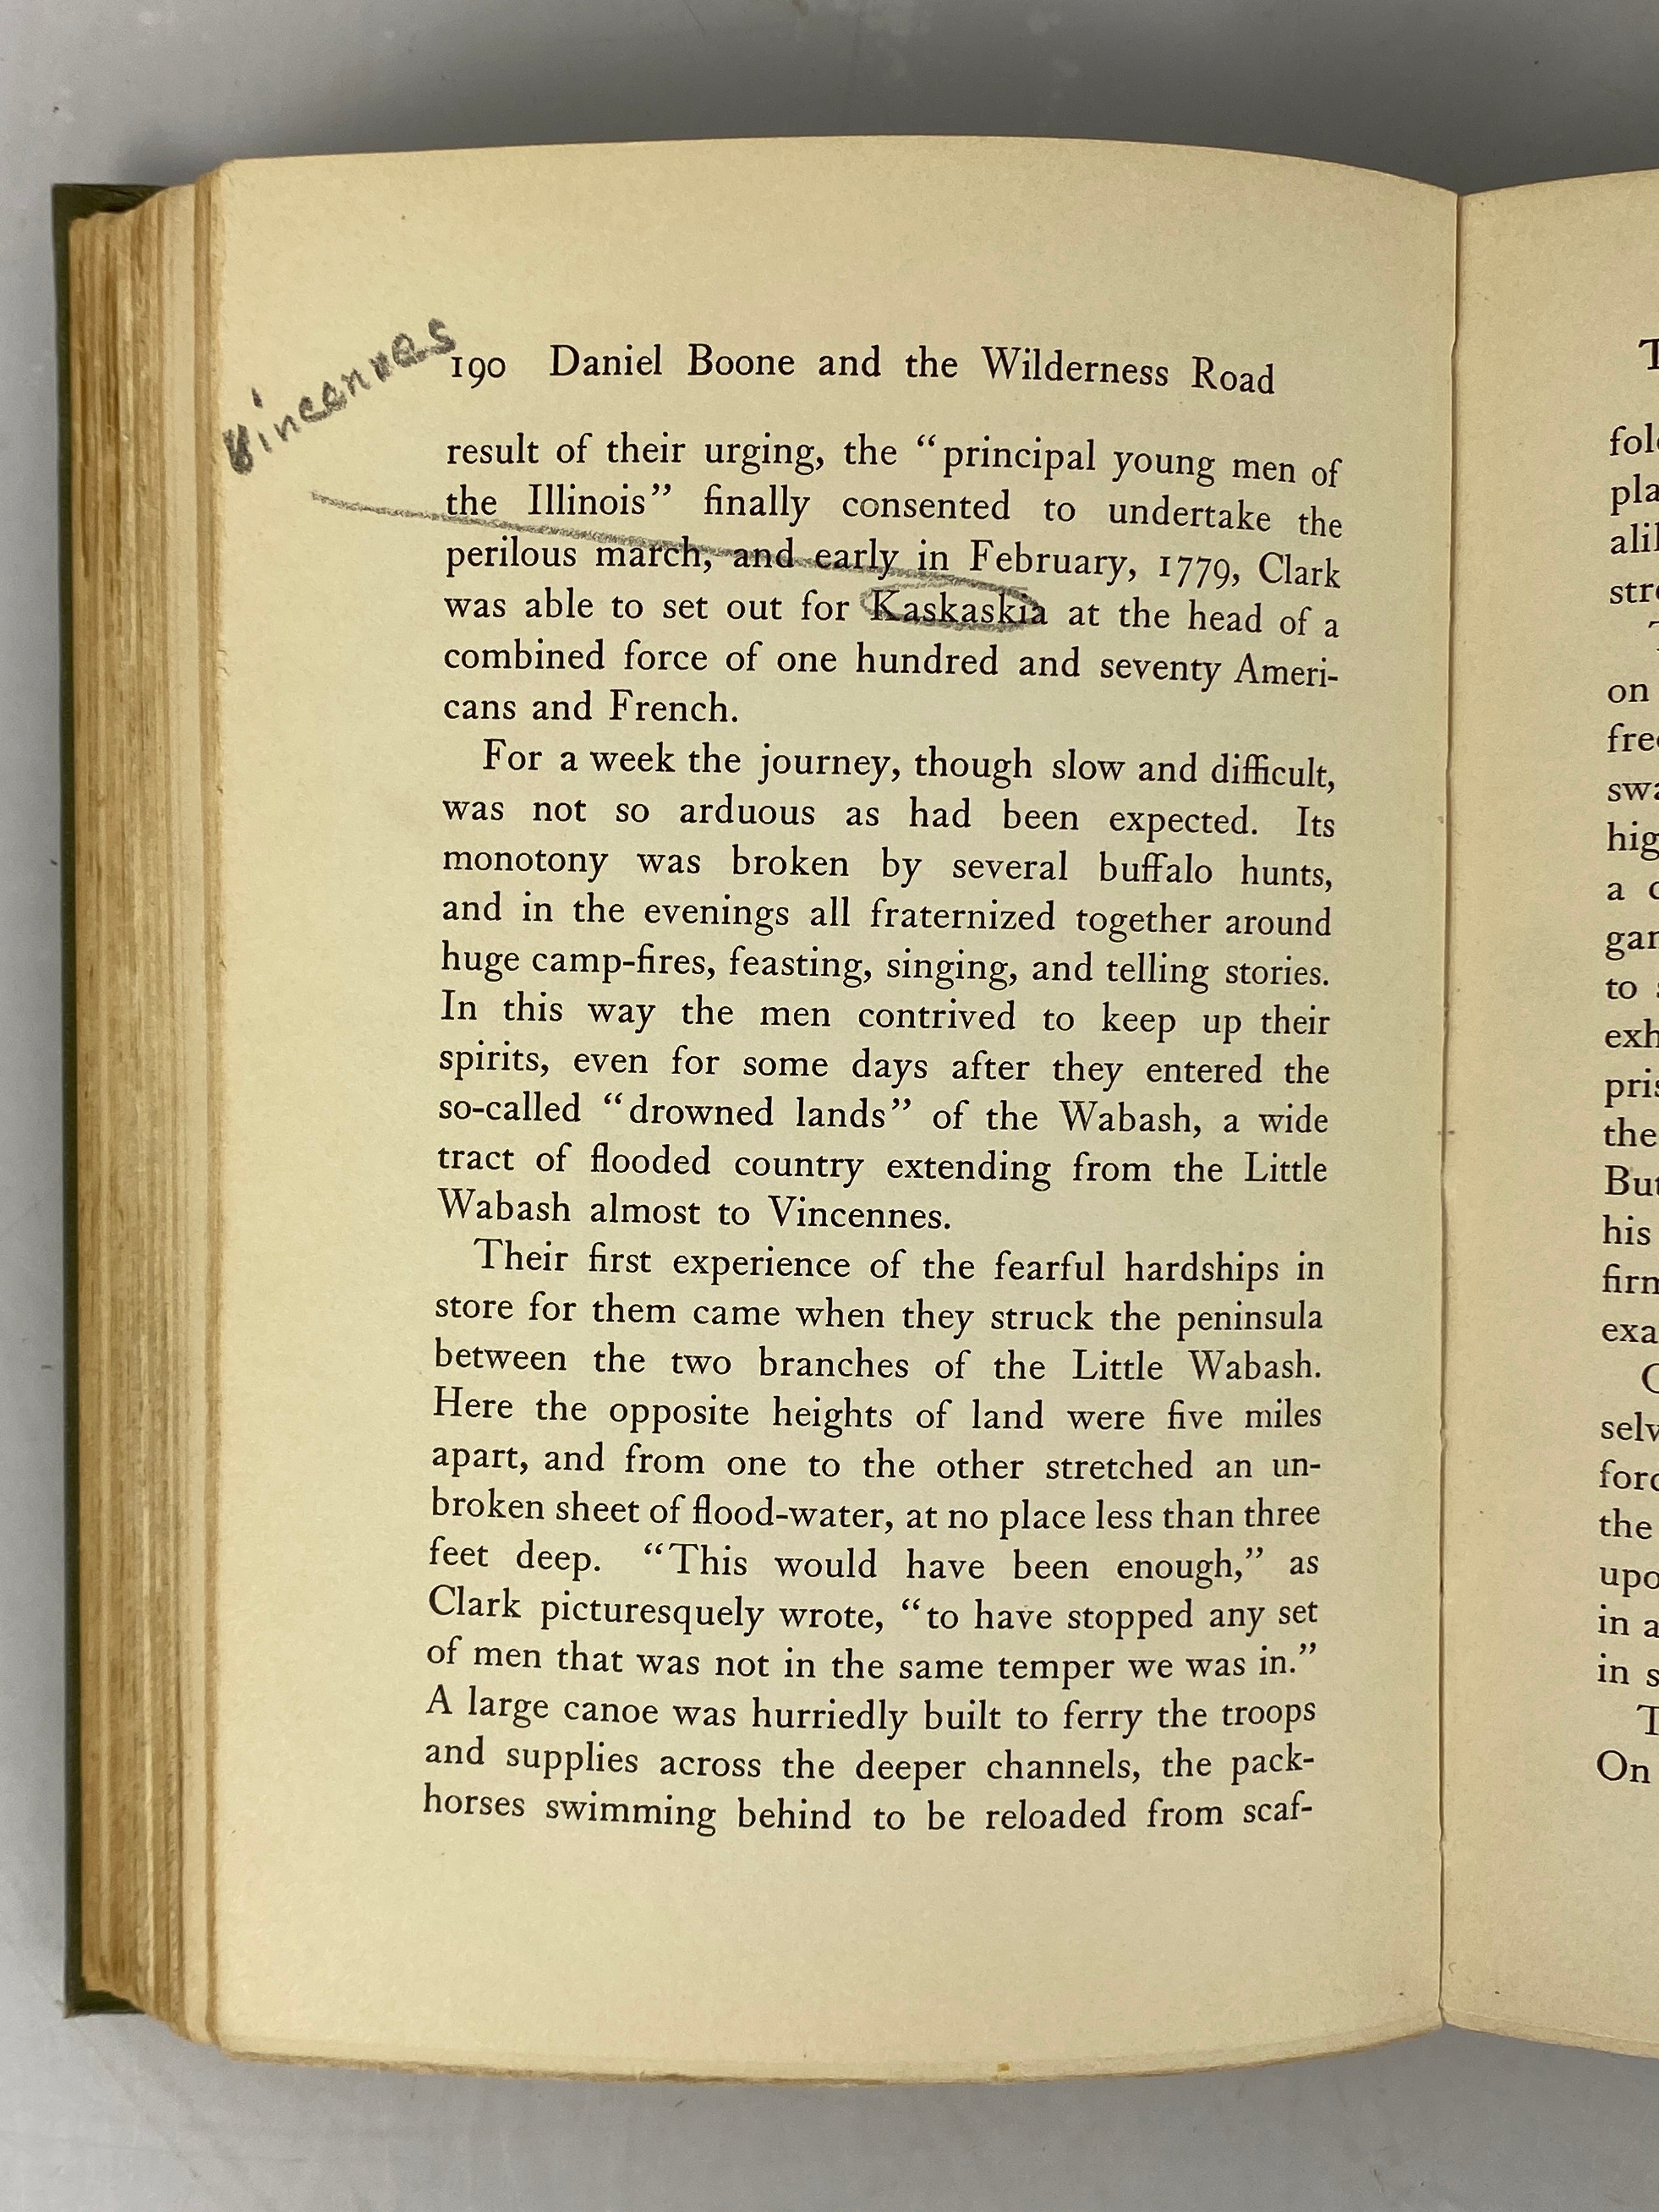 Vincennes
190 Daniel Boone and the Wilderness Road
result of their urging, the “principal young men of
the Illinois” finally consented to undertake the
perilous march, and early in February, 1779, Clark
was able to set out for Kaskaskia at the head of a
combined force of one hundred and seventy Ameri-
cans and French.
For a week the journey, though slow and difficult,
was not so arduous as had been expected. Its
monotony was broken by several buffalo hunts,
and in the evenings all fraternized together around
huge camp-fires, feasting, singing, and telling stories.
In this way the men contrived to keep up their
spirits, even for some days after they entered the
so-called “drowned lands” of the Wabash, a wide
tract of flooded country extending from the Little
Wabash almost to Vincennes.
Their first experience of the fearful hardships in
store for them came when they struck the peninsula
between the two branches of the Little Wabash.
Here the opposite heights of land were five miles
apart, and from one to the other stretched an un-
broken sheet of flood-water, at no place less than three
feet deep. “This would have been enough,” as
Clark picturesquely wrote, “to have stopped any set
of men that was not in the same temper we was in.”
A large canoe was hurriedly built to ferry the troops
and supplies across the deeper channels, the pack-
horses swimming behind to be reloaded from scaf-
on
a
to
the
his
the
in a
in
On